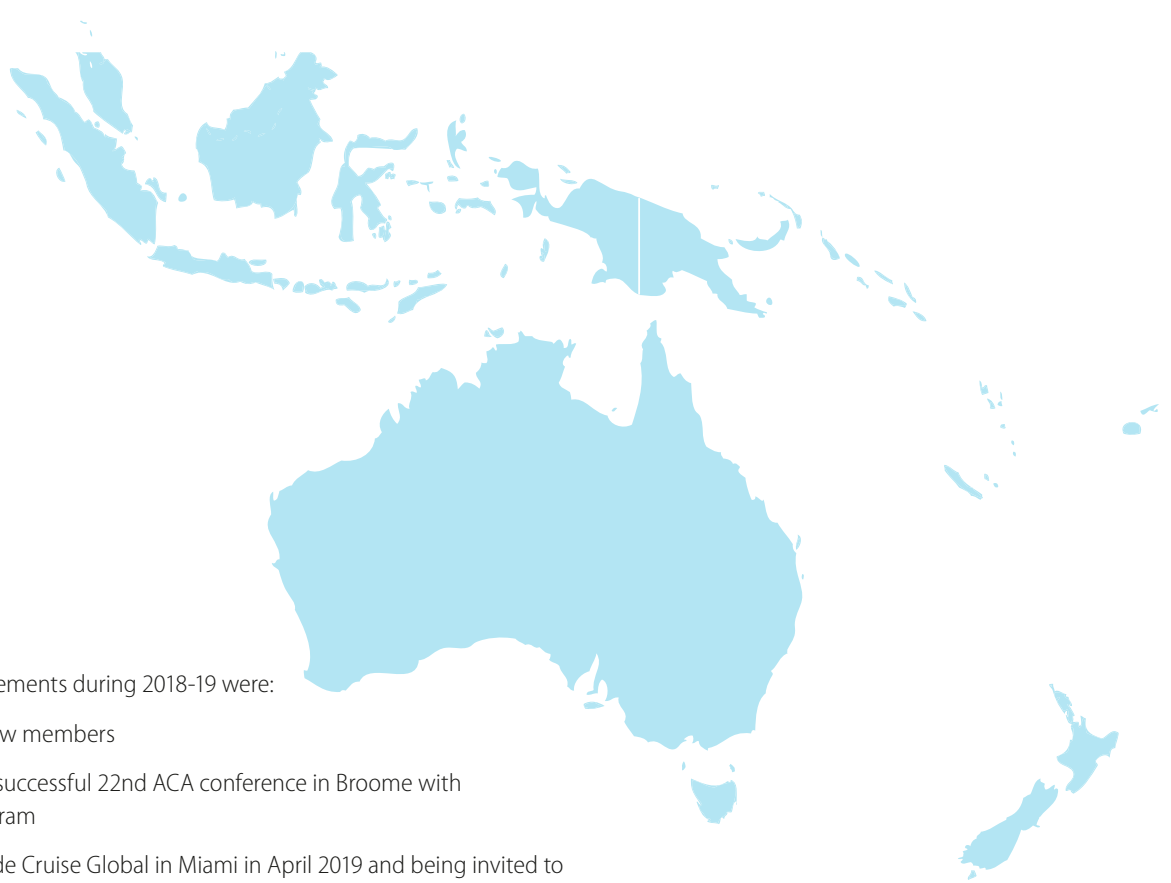 ements during 2018-19 were:
w members
successful 22nd ACA conference in Broome with
ram
de Cruise Global in Miami in April 2019 and being invited to